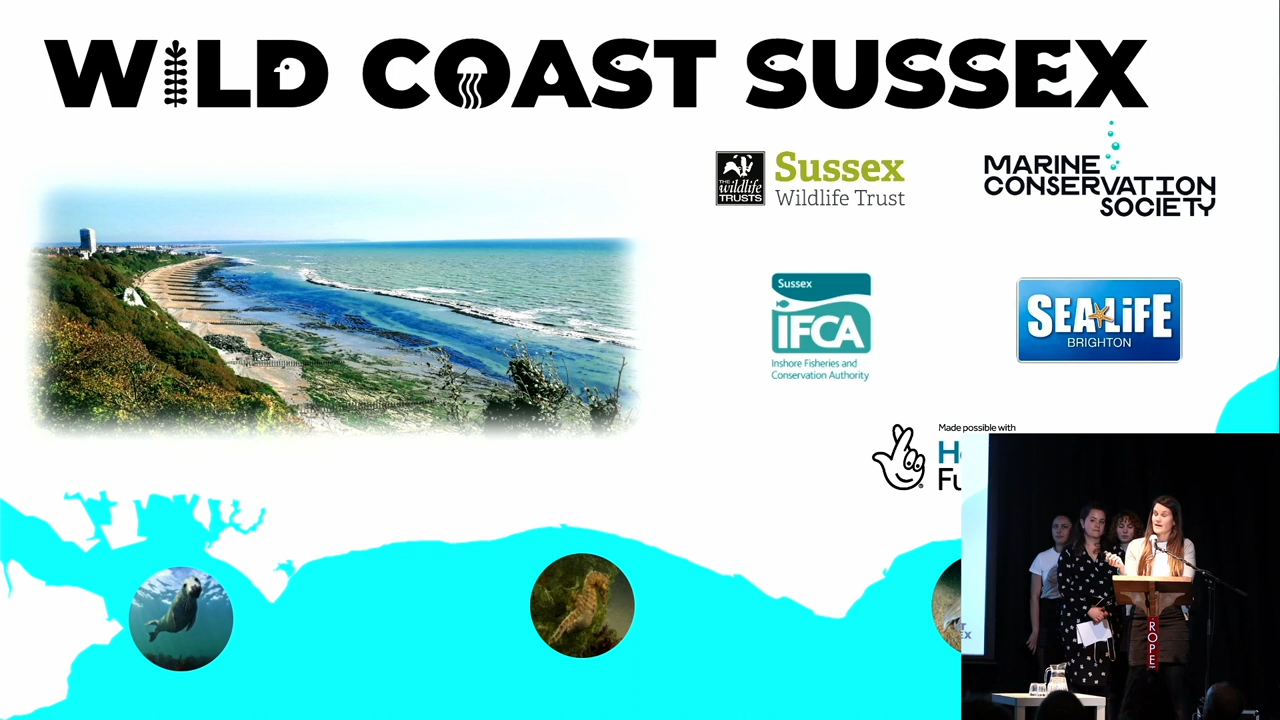 WILD COAST SUSSEX
THE
wildlife
TRUSTS
Sussex
Wildlife Trust
MARINE
CONSERVATION
SOCIETY
Sussex
IFCA
Inshore Fisheries and
Conservation Authority
SEA LiFE
BRIGHTON
Made possible with
ROPE